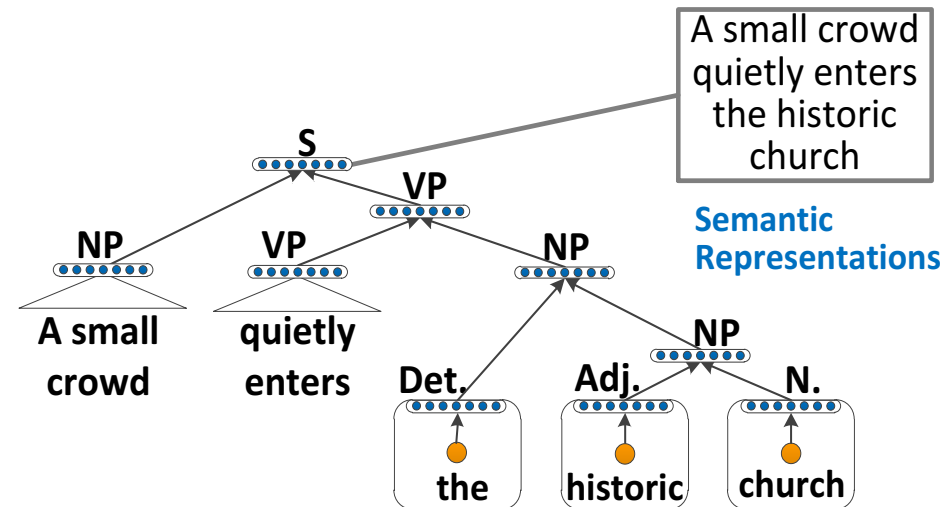 A small crowd
quietly enters
the historic
church
S
VP
Semantic
Representations
NP
VP
NP
A small
crowd
quietly
enters
NP
Det.
Adj.
N.
the
historic
church